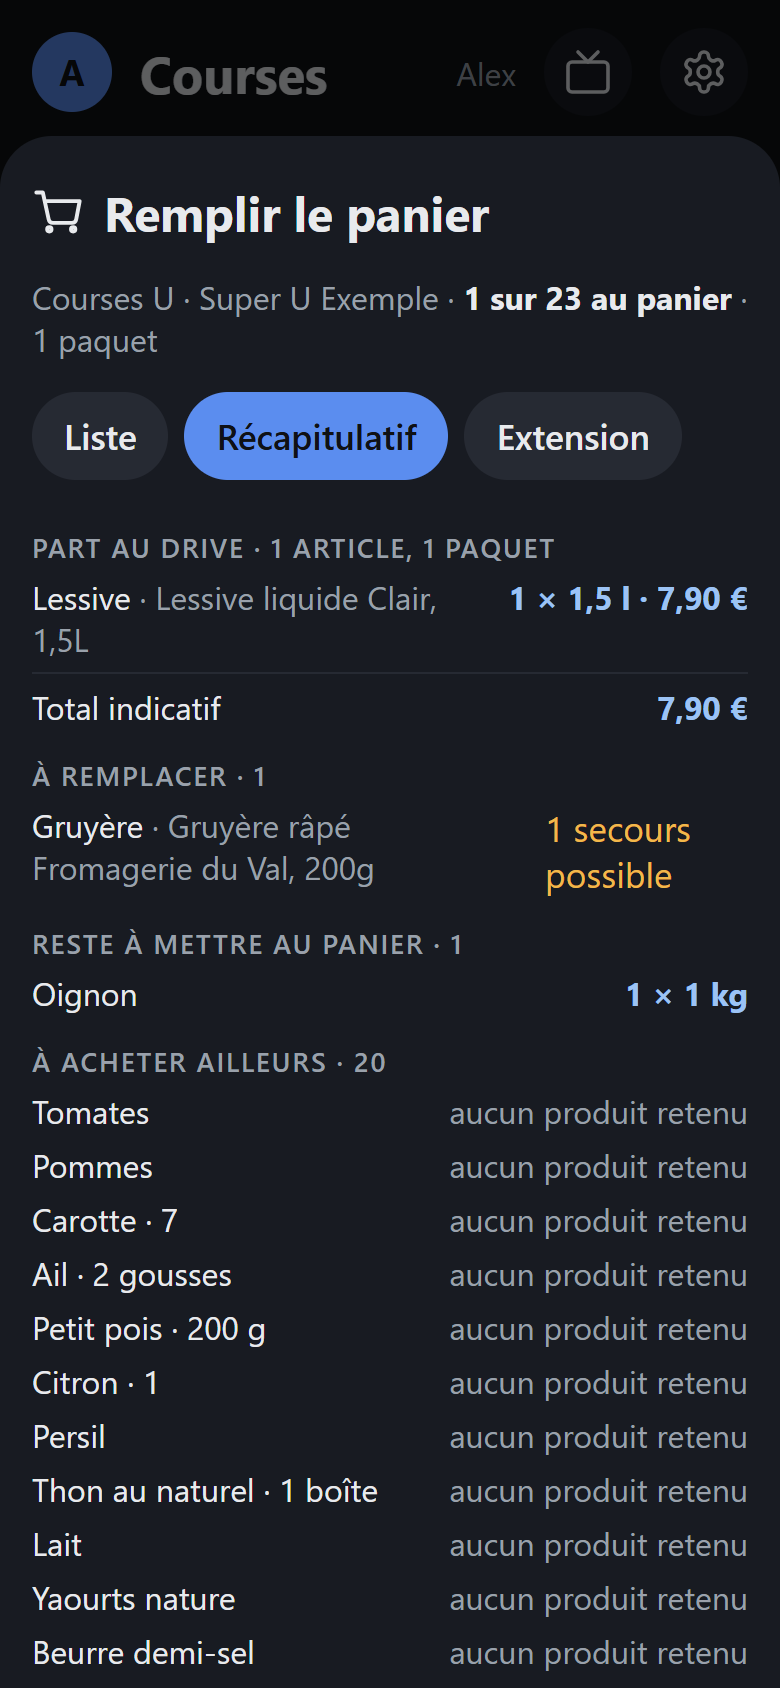 A
Courses
Alex
Remplir le panier
Courses U · Super U Exemple · 1 sur 23 au panier ·
1 paquet
Liste
Récapitulatif
Extension
PART AU DRIVE · 1 ARTICLE, 1 PAQUET
Lessive · Lessive liquide Clair, 1 × 1,5 l · 7,90 €
1,5L
Total indicatif 7,90 €
À REMPLACER · 1
Gruyère · Gruyère râpé 1 secours
Fromagerie du Val, 200g possible
RESTE À METTRE AU PANIER · 1
Oignon 1 × 1 kg
À ACHETER AILLEURS · 20
Tomates aucun produit retenu
Pommes aucun produit retenu
Carotte · 7 aucun produit retenu
Ail · 2 gousses aucun produit retenu
Petit pois · 200 g aucun produit retenu
Citron · 1 aucun produit retenu
Persil aucun produit retenu
Thon au naturel · 1 boîte aucun produit retenu
Lait aucun produit retenu
Yaourts nature aucun produit retenu
Beurre demi-sel aucun produit retenu